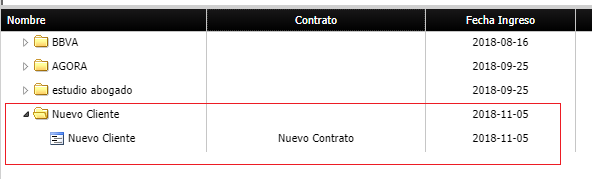 Nombre Contrato Fecha Ingreso
BBVA 2018-08-16
AGORA 2018-09-25
estudio abogado 2018-09-25
Nuevo Cliente 2018-11-05
Nuevo Cliente Nuevo Contrato 2018-11-05